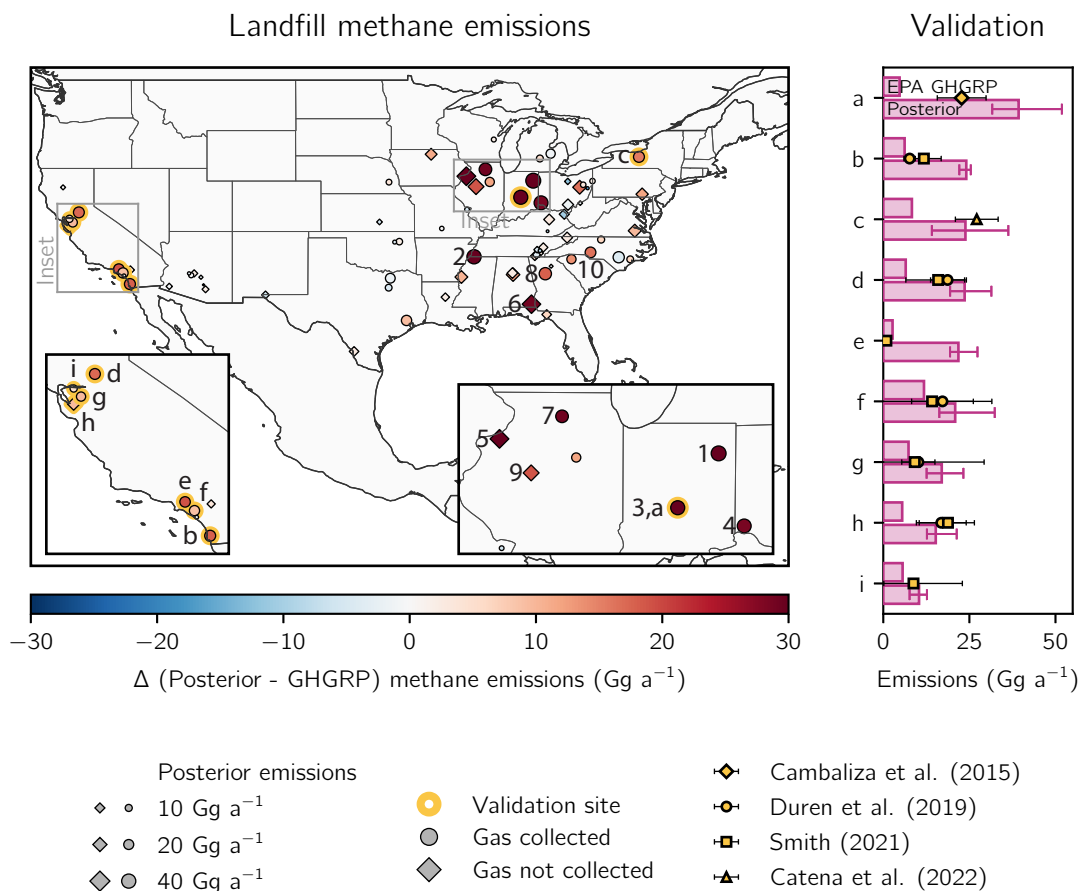 Landfill methane emissions
Validation
EPA GHGRP
Posterior
a
b
c
d
e
f
g
h
i
0 25 50
Emissions (Gg a⁻¹)
c
Inset
Inset
2
8
10
6
i
d
g
h
e
f
b
7
5
9
1
3,a
4
−30 −20 −10 0 10 20 30
Δ (Posterior - GHGRP) methane emissions (Gg a⁻¹)
Posterior emissions
10 Gg a⁻¹
20 Gg a⁻¹
40 Gg a⁻¹
Validation site
Gas collected
Gas not collected
Cambaliza et al. (2015)
Duren et al. (2019)
Smith (2021)
Catena et al. (2022)